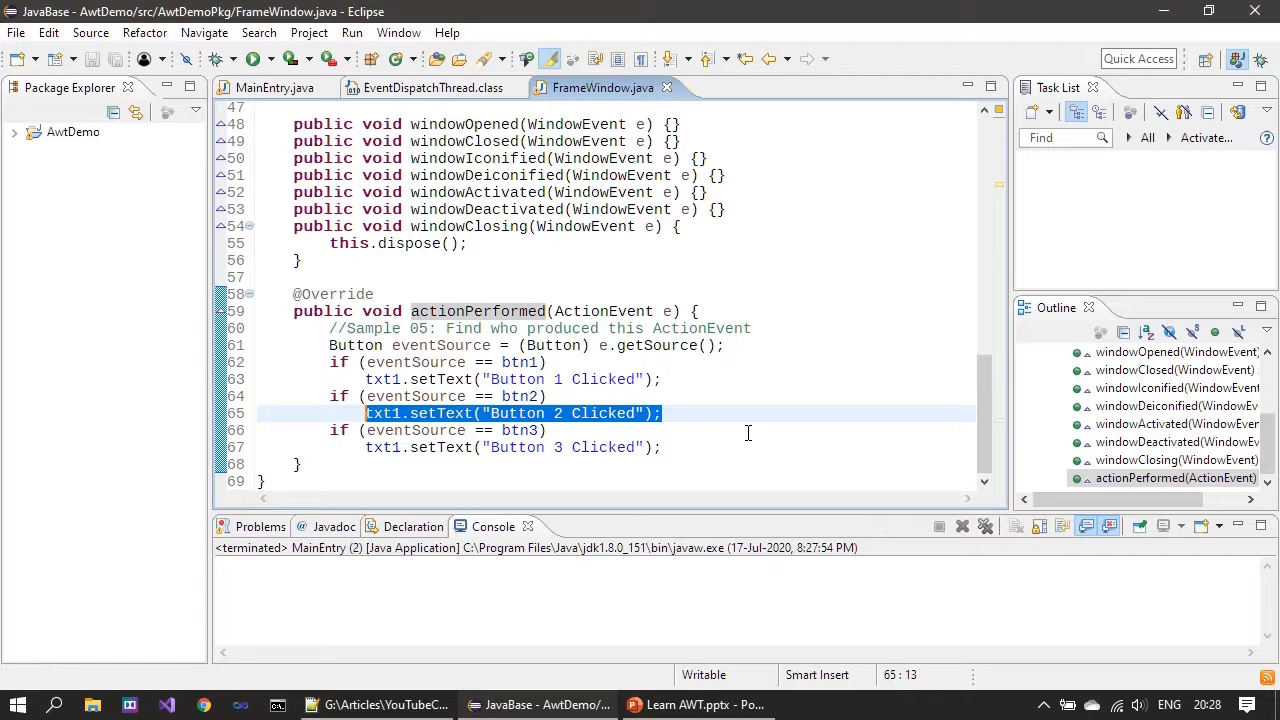 JavaBase - AwtDemo/src/AwtDemoPkg/FrameWindow.java - Eclipse
File Edit Source Refactor Navigate Search Project Run Window Help
Quick Access
Package Explorer
AwtDemo
MainEntry.java EventDispatchThread.class FrameWindow.java
47
48 public void windowOpened(WindowEvent e) {}
49 public void windowClosed(WindowEvent e) {}
50 public void windowIconified(WindowEvent e) {}
51 public void windowDeiconified(WindowEvent e) {}
52 public void windowActivated(WindowEvent e) {}
53 public void windowDeactivated(WindowEvent e) {}
54 public void windowClosing(WindowEvent e) {
55 this.dispose();
56 }
57
58 @Override
59 public void actionPerformed(ActionEvent e) {
60 //Sample 05: Find who produced this ActionEvent
61 Button eventSource = (Button) e.getSource();
62 if (eventSource == btn1)
63 txt1.setText("Button 1 Clicked");
64 if (eventSource == btn2)
65 txt1.setText("Button 2 Clicked");
66 if (eventSource == btn3)
67 txt1.setText("Button 3 Clicked");
68 }
69 }
Task List
Find All Activate...
Outline
windowOpened(WindowEvent)
windowClosed(WindowEvent)
windowIconified(WindowEvent
windowDeiconified(WindowEve
windowActivated(WindowEvent
windowDeactivated(WindowEv
windowClosing(WindowEvent)
actionPerformed(ActionEvent)
Problems @ Javadoc Declaration Console
<terminated> MainEntry (2) [Java Application] C:\Program Files\Java\jdk1.8.0_151\bin\javaw.exe (17-Jul-2020, 8:27:54 PM)
Writable Smart Insert 65 : 13
G:\Articles\YouTubeC... JavaBase - AwtDemo/... Learn AWT.pptx - Po... ENG 20:28